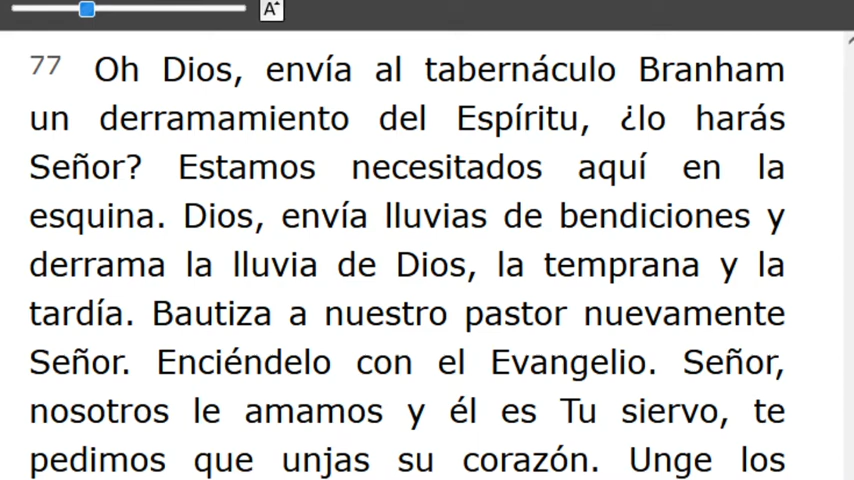 A
77 Oh Dios, envía al tabernáculo Branham
un derramamiento del Espíritu, ¿lo harás
Señor? Estamos necesitados aquí en la
esquina. Dios, envía lluvias de bendiciones y
derrama la lluvia de Dios, la temprana y la
tardía. Bautiza a nuestro pastor nuevamente
Señor. Enciéndelo con el Evangelio. Señor,
nosotros le amamos y él es Tu siervo, te
pedimos que unjas su corazón. Unge los